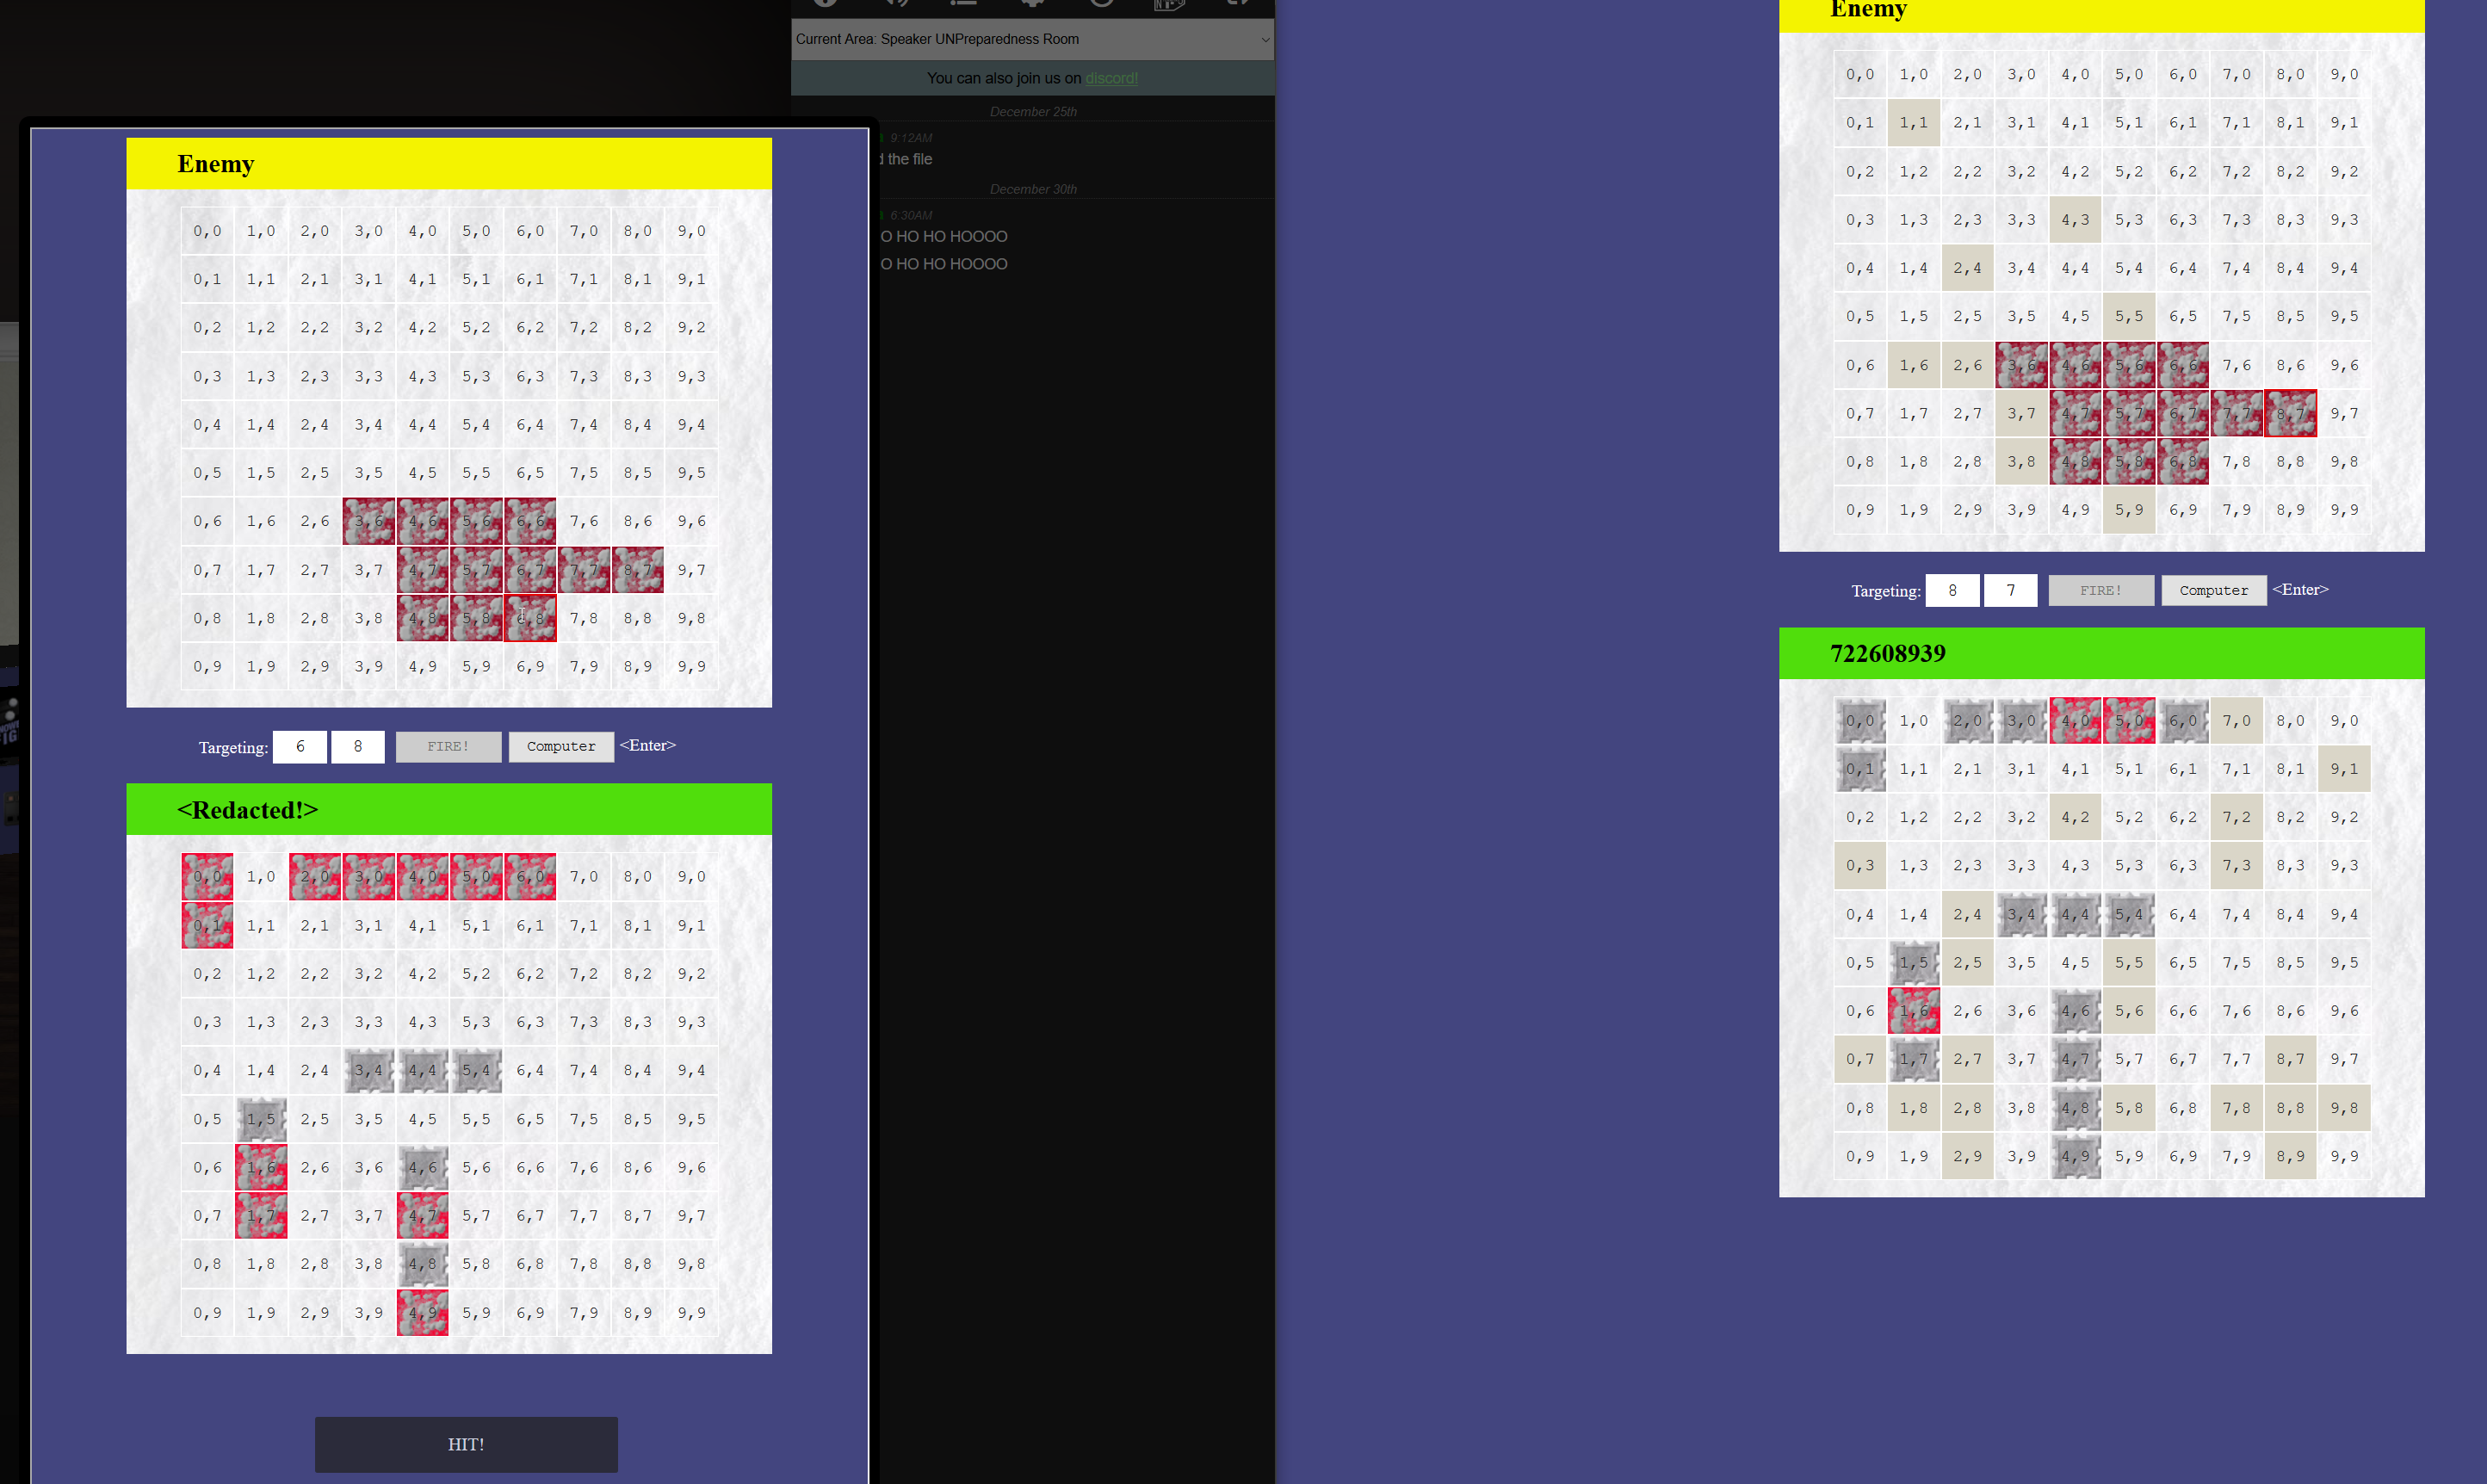 Enemy
0,0 1,0 2,0 3,0 4,0 5,0 6,0 7,0 8,0 9,0
0,1 1,1 2,1 3,1 4,1 5,1 6,1 7,1 8,1 9,1
0,2 1,2 2,2 3,2 4,2 5,2 6,2 7,2 8,2 9,2
0,3 1,3 2,3 3,3 4,3 5,3 6,3 7,3 8,3 9,3
0,4 1,4 2,4 3,4 4,4 5,4 6,4 7,4 8,4 9,4
0,5 1,5 2,5 3,5 4,5 5,5 6,5 7,5 8,5 9,5
0,6 1,6 2,6 3,6 4,6 5,6 6,6 7,6 8,6 9,6
0,7 1,7 2,7 3,7 4,7 5,7 6,7 7,7 8,7 9,7
0,8 1,8 2,8 3,8 4,8 5,8 6,8 7,8 8,8 9,8
0,9 1,9 2,9 3,9 4,9 5,9 6,9 7,9 8,9 9,9
Targeting: 6 8 FIRE! Computer <Enter>
<Redacted!>
0,0 1,0 2,0 3,0 4,0 5,0 6,0 7,0 8,0 9,0
0,1 1,1 2,1 3,1 4,1 5,1 6,1 7,1 8,1 9,1
0,2 1,2 2,2 3,2 4,2 5,2 6,2 7,2 8,2 9,2
0,3 1,3 2,3 3,3 4,3 5,3 6,3 7,3 8,3 9,3
0,4 1,4 2,4 3,4 4,4 5,4 6,4 7,4 8,4 9,4
0,5 1,5 2,5 3,5 4,5 5,5 6,5 7,5 8,5 9,5
0,6 1,6 2,6 3,6 4,6 5,6 6,6 7,6 8,6 9,6
0,7 1,7 2,7 3,7 4,7 5,7 6,7 7,7 8,7 9,7
0,8 1,8 2,8 3,8 4,8 5,8 6,8 7,8 8,8 9,8
0,9 1,9 2,9 3,9 4,9 5,9 6,9 7,9 8,9 9,9
HIT!
Current Area: Speaker UNPreparedness Room
You can also join us on discord!
December 25th
9:12AM
the file
December 30th
6:30AM
O HO HO HOOOO
O HO HO HOOOO
Enemy
0,0 1,0 2,0 3,0 4,0 5,0 6,0 7,0 8,0 9,0
0,1 1,1 2,1 3,1 4,1 5,1 6,1 7,1 8,1 9,1
0,2 1,2 2,2 3,2 4,2 5,2 6,2 7,2 8,2 9,2
0,3 1,3 2,3 3,3 4,3 5,3 6,3 7,3 8,3 9,3
0,4 1,4 2,4 3,4 4,4 5,4 6,4 7,4 8,4 9,4
0,5 1,5 2,5 3,5 4,5 5,5 6,5 7,5 8,5 9,5
0,6 1,6 2,6 3,6 4,6 5,6 6,6 7,6 8,6 9,6
0,7 1,7 2,7 3,7 4,7 5,7 6,7 7,7 8,7 9,7
0,8 1,8 2,8 3,8 4,8 5,8 6,8 7,8 8,8 9,8
0,9 1,9 2,9 3,9 4,9 5,9 6,9 7,9 8,9 9,9
Targeting: 8 7 FIRE! Computer <Enter>
722608939
0,0 1,0 2,0 3,0 4,0 5,0 6,0 7,0 8,0 9,0
0,1 1,1 2,1 3,1 4,1 5,1 6,1 7,1 8,1 9,1
0,2 1,2 2,2 3,2 4,2 5,2 6,2 7,2 8,2 9,2
0,3 1,3 2,3 3,3 4,3 5,3 6,3 7,3 8,3 9,3
0,4 1,4 2,4 3,4 4,4 5,4 6,4 7,4 8,4 9,4
0,5 1,5 2,5 3,5 4,5 5,5 6,5 7,5 8,5 9,5
0,6 1,6 2,6 3,6 4,6 5,6 6,6 7,6 8,6 9,6
0,7 1,7 2,7 3,7 4,7 5,7 6,7 7,7 8,7 9,7
0,8 1,8 2,8 3,8 4,8 5,8 6,8 7,8 8,8 9,8
0,9 1,9 2,9 3,9 4,9 5,9 6,9 7,9 8,9 9,9